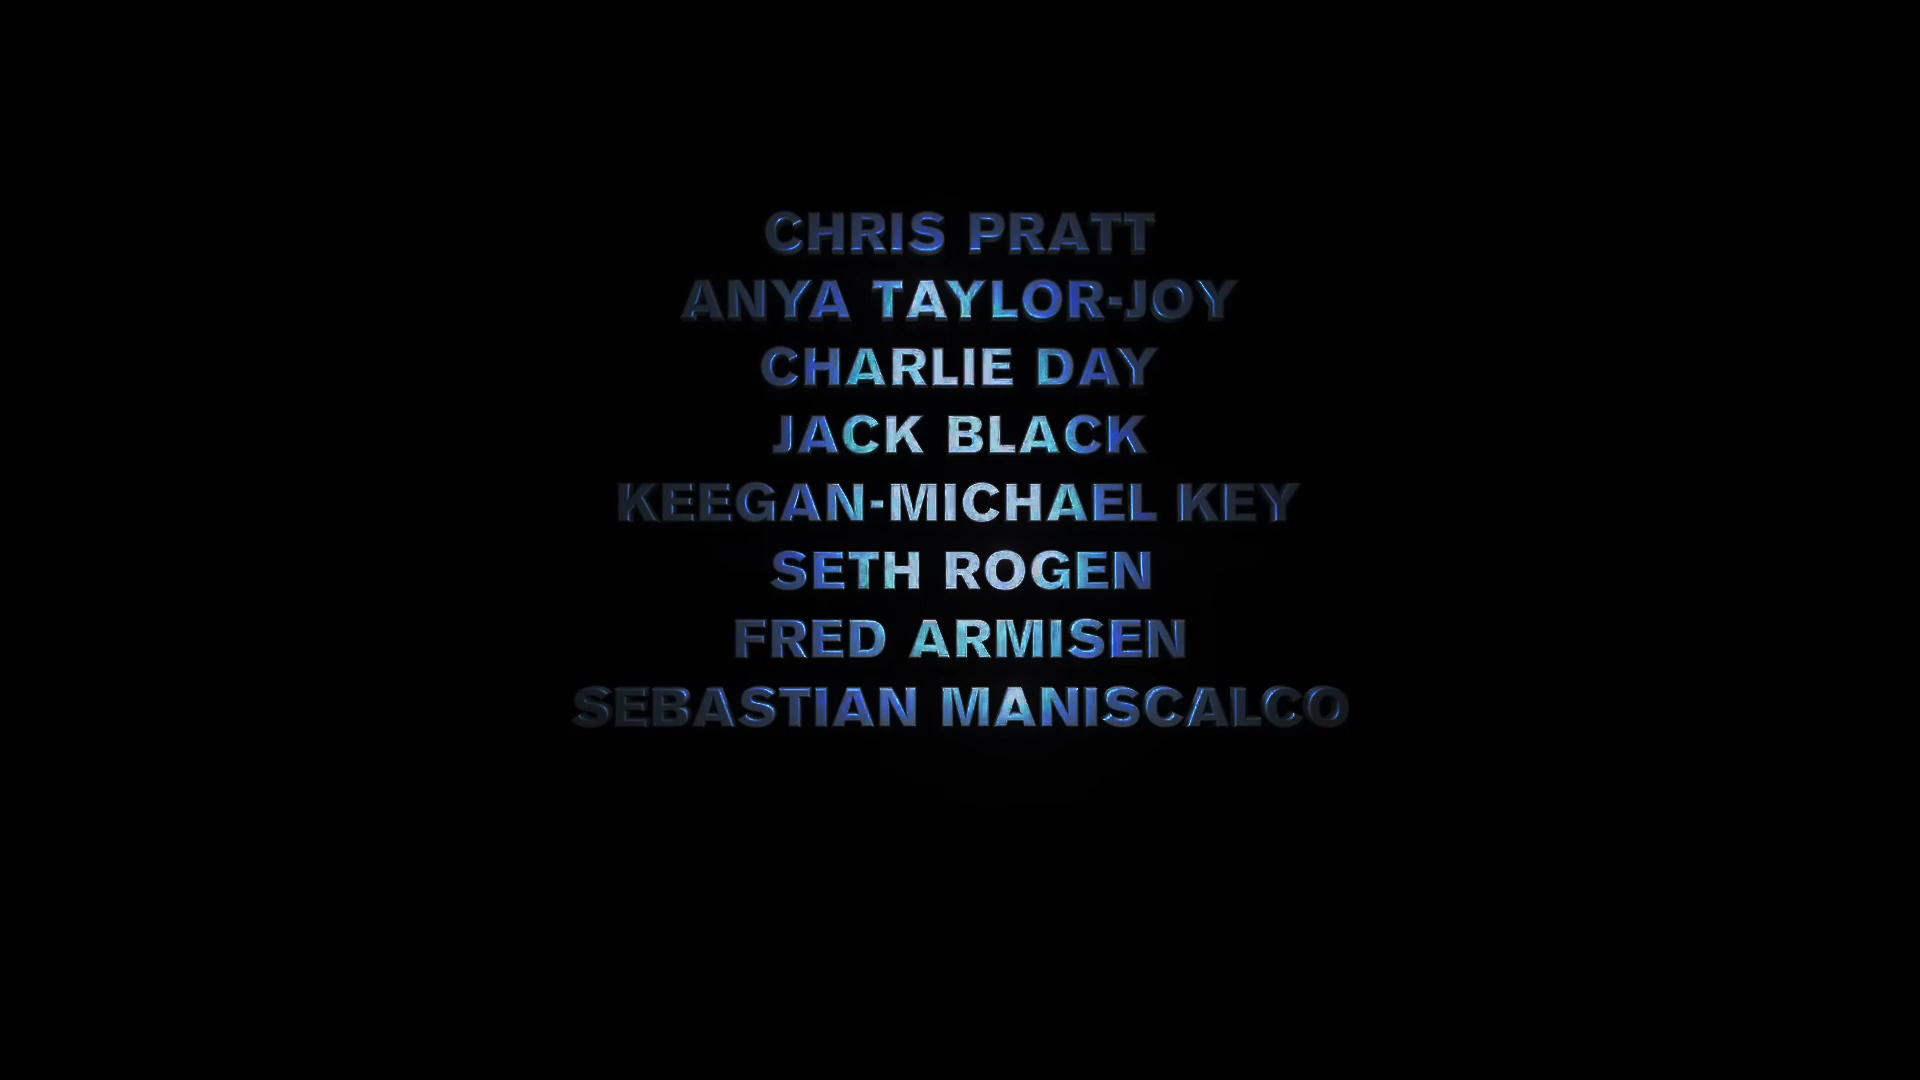 CHRIS PRATT
ANYA TAYLOR-JOY
CHARLIE DAY
JACK BLACK
KEEGAN-MICHAEL KEY
SETH ROGEN
FRED ARMISEN
SEBASTIAN MANISCALCO